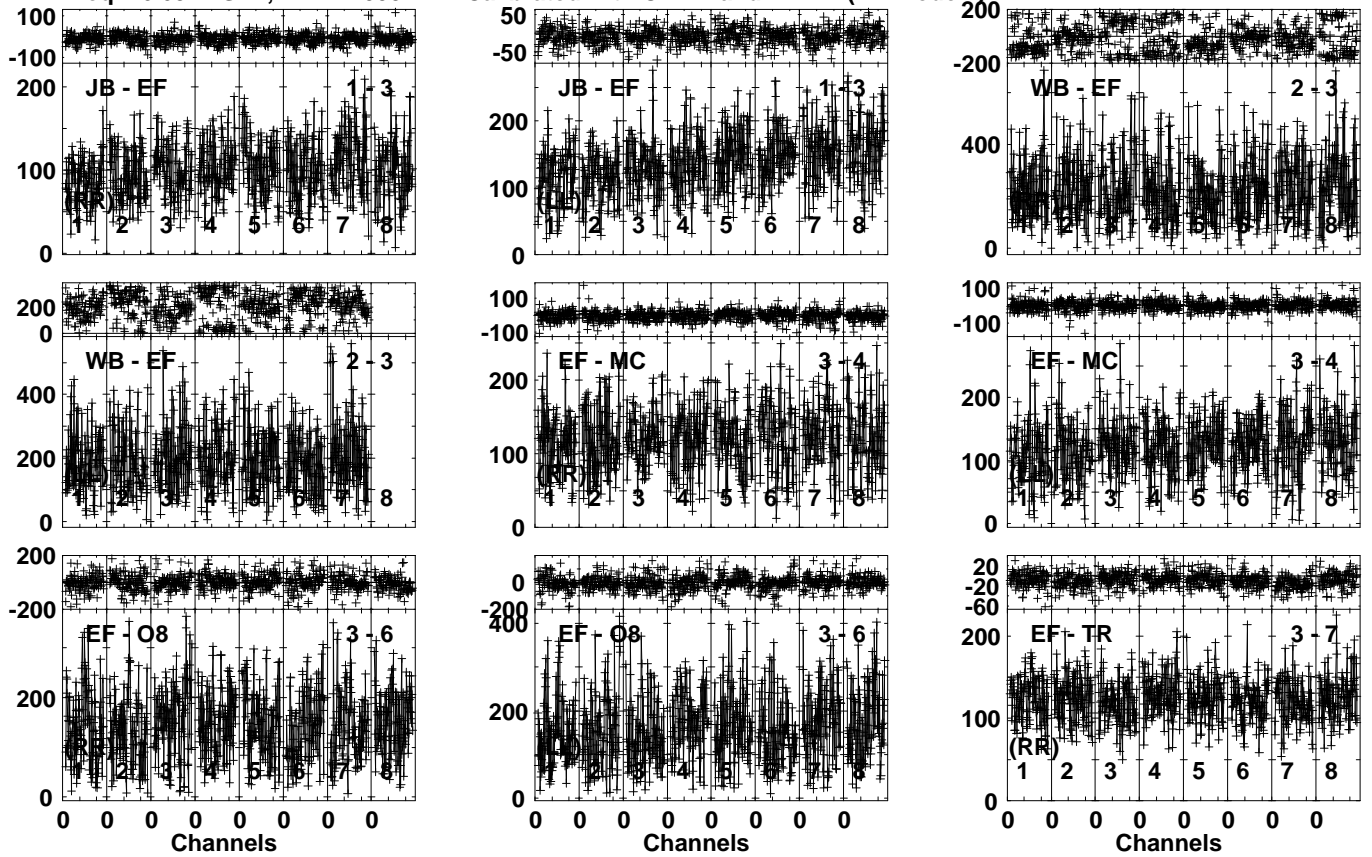 100 50 200
-100 -50 -200
JB - EF 1 - 3
JB - EF 1 - 3
WB - EF 2 - 3
200 200 400
100 100 200
(RR) (LL)
1 2 3 4 5 6 7 8
1 2 3 4 5 6 7 8
1 2 3 4 5 6 7 8
0 0 0
200 100 100
0 -100 -100
WB - EF 2 - 3
EF - MC 3 - 4
EF - MC 3 - 4
400 200 200
200 100 100
(RR) (LL)
1 2 3 4 5 6 7 8
1 2 3 4 5 6 7 8
1 2 3 4 5 6 7 8
0 0 0
200 0 20
-200 -200 -20
-60
EF - O8 3 - 6
EF - O8 3 - 6
EF - TR 3 - 7
400 200
200 200 100
(RR) (LL) (RR)
1 2 3 4 5 6 7 8
1 2 3 4 5 6 7 8
1 2 3 4 5 6 7 8
0 0 0
0 0 0 0 0 0 0 0
0 0 0 0 0 0 0 0
0 0 0 0 0 0 0 0
Channels Channels Channels